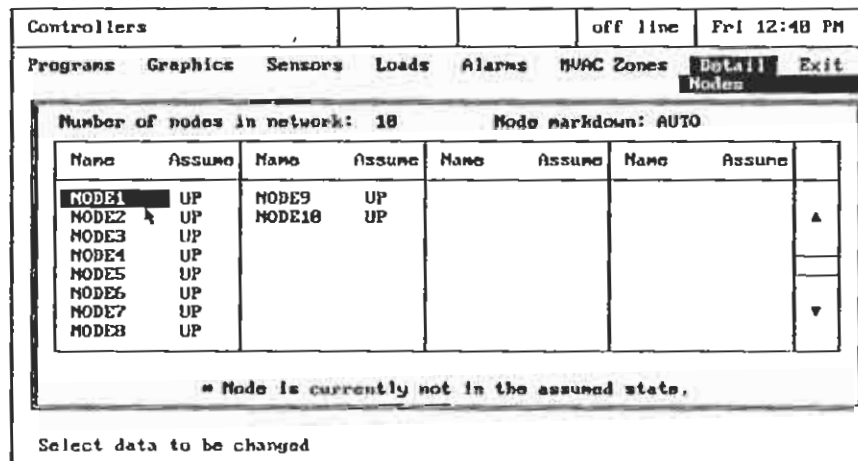 Controllers off line Fri 12:40 PM
Programs Graphics Sensors Loads Alarms HVAC Zones Detail Exit
Nodes
Number of nodes in network: 10 Node markdown: AUTO
Name Assume Name Assume Name Assume Name Assume
NODE1 UP NODE9 UP
NODE2 UP NODE10 UP
NODE3 UP
NODE4 UP
NODE5 UP
NODE6 UP
NODE7 UP
NODE8 UP
* Node is currently not in the assumed state.
Select data to be changed